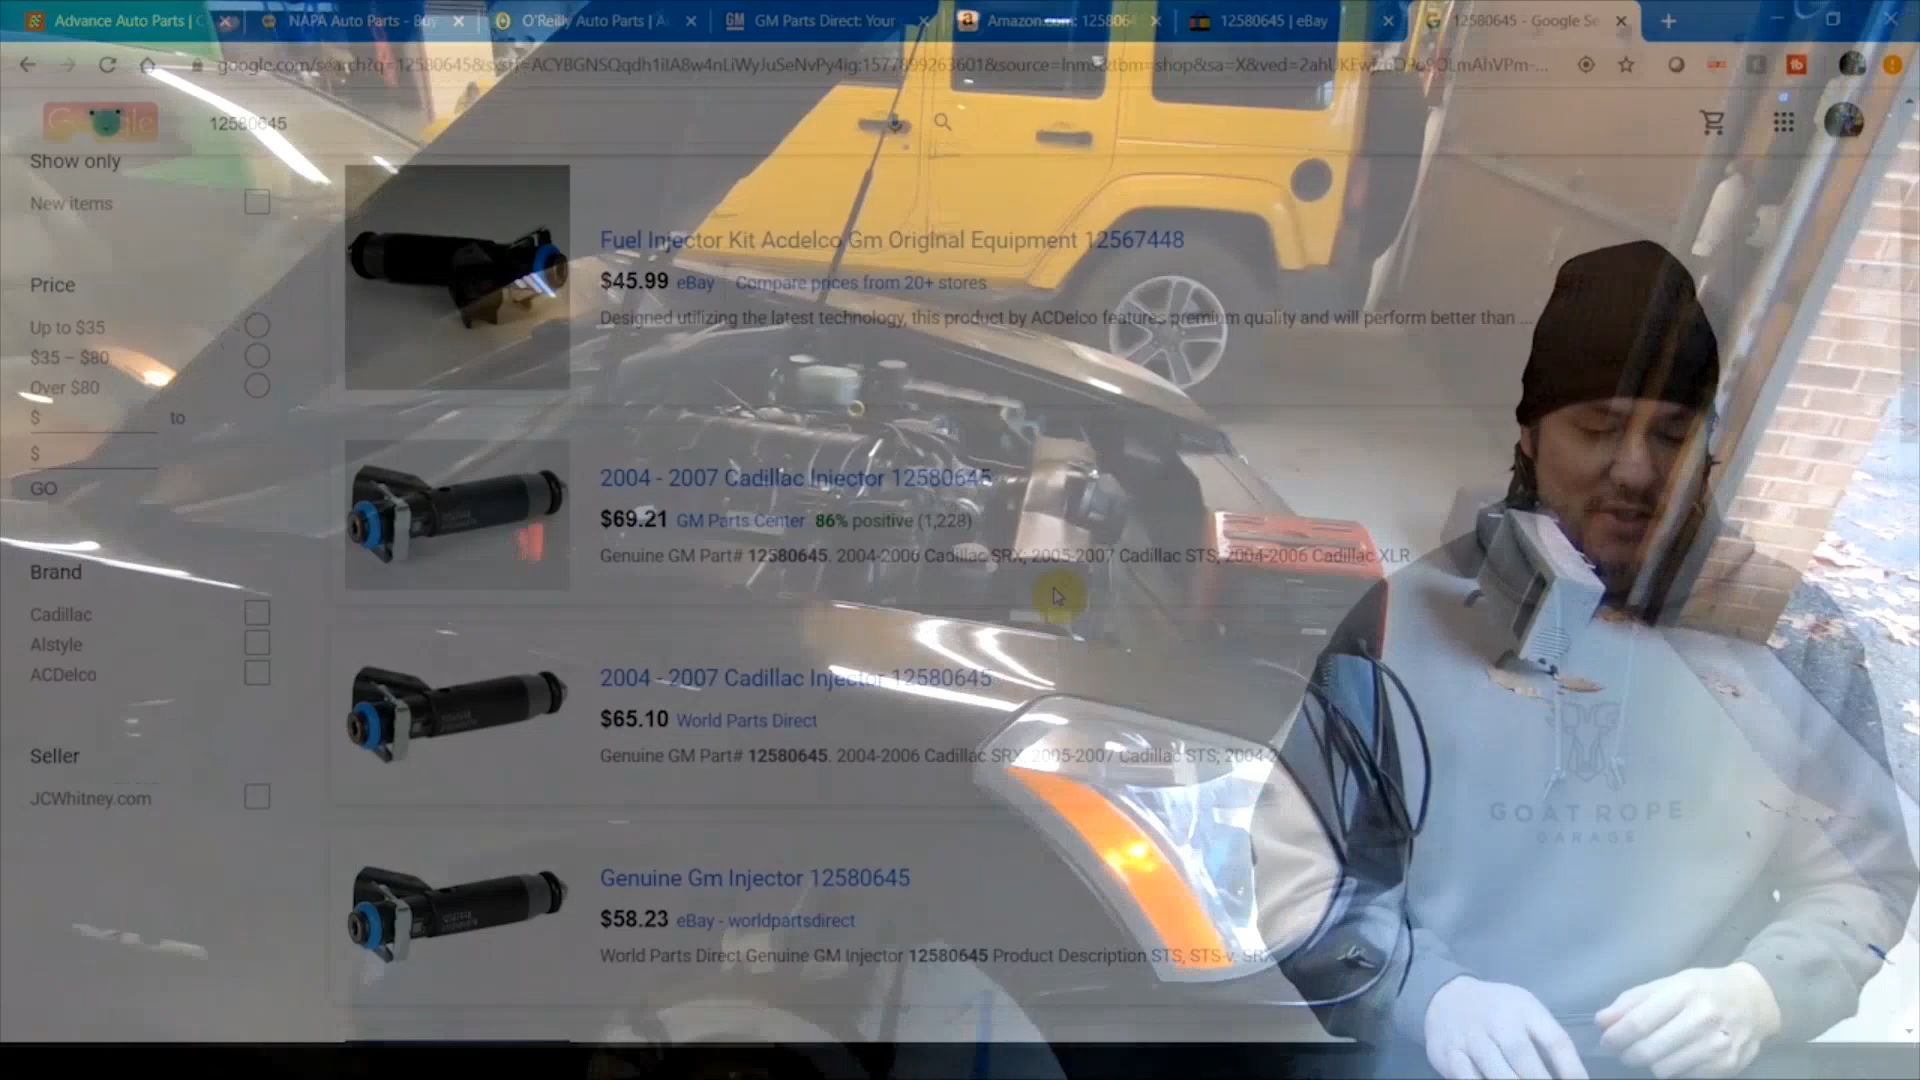 Advance Auto Parts |
NAPA Auto Parts - Buy
O'Reilly Auto Parts |
GM Parts Direct: Your
Amazon.com: 125806
12580645 | eBay
12580645 - Google Se
12580645
Show only
New items
Price
Up to $35
$35 – $80
Over $80
$
to
$
GO
Brand
Cadillac
Alstyle
ACDelco
Seller
JCWhitney.com
Fuel Injector Kit Acdelco Gm Original Equipment 12567448
$45.99 eBay Compare prices from 20+ stores
Designed utilizing the latest technology, this product by ACDelco features premium quality and will perform better than ...
2004 - 2007 Cadillac Injector 12580645
$69.21 GM Parts Center 86% positive (1,228)
Genuine GM Part# 12580645. 2004-2006 Cadillac SRX; 2005-2007 Cadillac STS; 2004-2006 Cadillac XLR
2004 - 2007 Cadillac Injector 12580645
$65.10 World Parts Direct
Genuine GM Part# 12580645. 2004-2006 Cadillac SRX; 2005-2007 Cadillac STS; 2004-2
Genuine Gm Injector 12580645
$58.23 eBay - worldpartsdirect
World Parts Direct Genuine GM Injector 12580645 Product Description STS, STS-v. SRX
GOAT ROPE
GARAGE